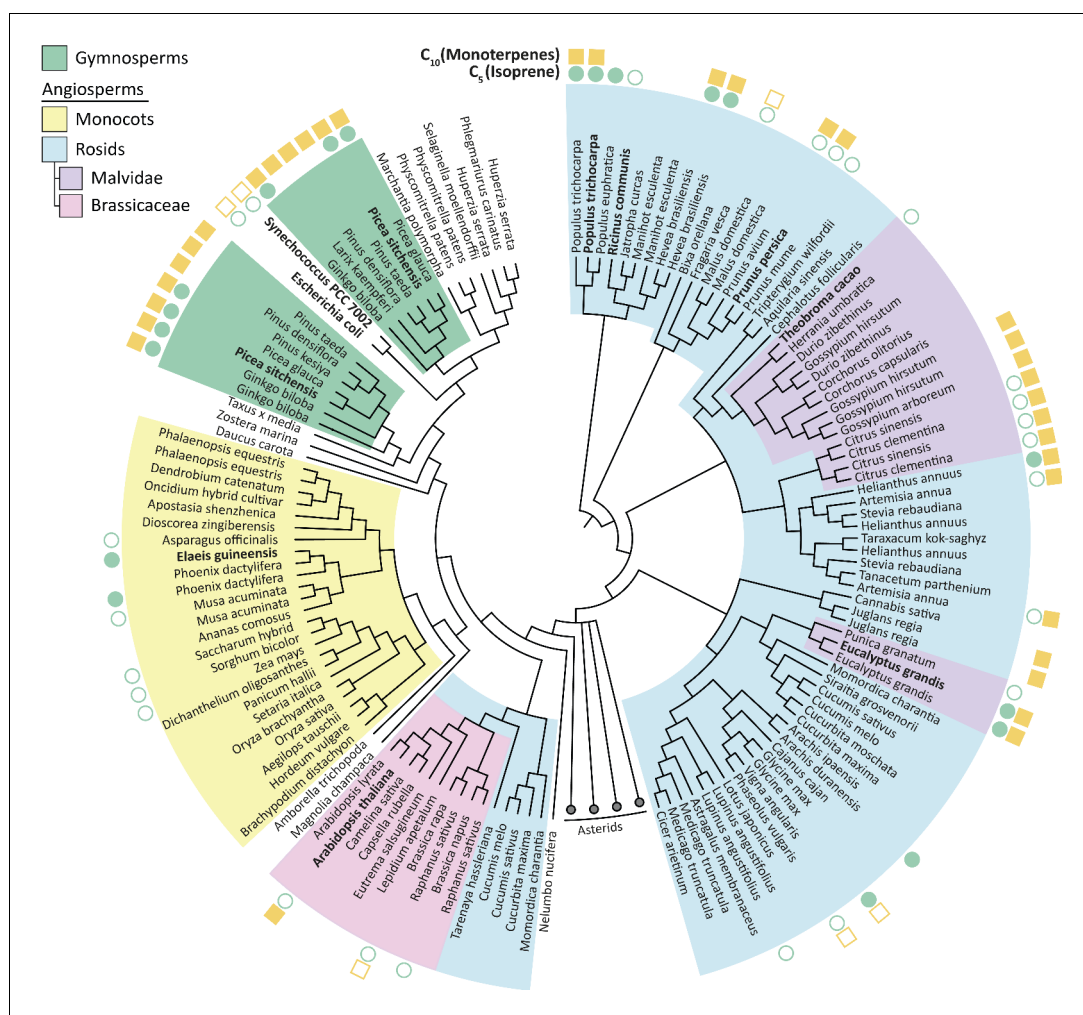 Gymnosperms
Angiosperms
Monocots
Rosids
Malvidae
Brassicaceae
C10(Monoterpenes)
C5(Isoprene)
Populus trichocarpa
Populus trichocarpa
Populus euphratica
Ricinus communis
Jatropha curcas
Manihot esculenta
Manihot esculenta
Hevea brasiliensis
Hevea brasiliensis
Bixa orellana
Fragaria vesca
Malus domestica
Malus domestica
Prunus avium
Prunus persica
Prunus mume
Tripterygium wilfordii
Aquilaria sinensis
Cephalotus follicularis
Theobroma cacao
Herrania umbratica
Durio zibethinus
Gossypium hirsutum
Durio zibethinus
Corchorus olitorius
Corchorus capsularis
Gossypium hirsutum
Gossypium hirsutum
Gossypium arboreum
Citrus sinensis
Citrus clementina
Citrus sinensis
Citrus clementina
Helianthus annuus
Artemisia annua
Stevia rebaudiana
Helianthus annuus
Taraxacum kok-saghyz
Helianthus annuus
Stevia rebaudiana
Tanacetum parthenium
Artemisia annua
Cannabis sativa
Juglans regia
Juglans regia
Punica granatum
Eucalyptus grandis
Eucalyptus grandis
Momordica charantia
Siraitia grosvenorii
Cucumis sativus
Cucumis melo
Cucurbita moschata
Cucurbita maxima
Arachis ipaensis
Arachis duranensis
Cajanus cajan
Glycine max
Glycine max
Vigna angularis
Phaseolus vulgaris
Lotus japonicus
Lupinus angustifolius
Lupinus angustifolius
Astragalus membranaceus
Medicago truncatula
Medicago truncatula
Cicer arietinum
Asterids
Nelumbo nucifera
Momordica charantia
Cucurbita maxima
Cucumis sativus
Cucumis melo
Tarenaya hassleriana
Raphanus sativus
Brassica napus
Raphanus sativus
Brassica rapa
Lepidium apetalum
Eutrema salsugineum
Capsella rubella
Camelina sativa
Arabidopsis thaliana
Arabidopsis lyrata
Magnolia champaca
Amborella trichopoda
Brachypodium distachyon
Hordeum vulgare
Aegilops tauschii
Oryza sativa
Oryza brachyantha
Setaria italica
Panicum hallii
Dichanthelium oligosanthes
Zea mays
Sorghum bicolor
Saccharum hybrid
Ananas comosus
Musa acuminata
Musa acuminata
Phoenix dactylifera
Phoenix dactylifera
Elaeis guineensis
Asparagus officinalis
Dioscorea zingiberensis
Apostasia shenzhenica
Oncidium hybrid cultivar
Dendrobium catenatum
Phalaenopsis equestris
Phalaenopsis equestris
Daucus carota
Zostera marina
Taxus x media
Ginkgo biloba
Ginkgo biloba
Picea sitchensis
Picea glauca
Pinus kesiya
Pinus densiflora
Pinus taeda
Escherichia coli
Synechococcus PCC 7002
Ginkgo biloba
Larix kaempferi
Pinus densiflora
Pinus taeda
Picea sitchensis
Picea glauca
Marchantia polymorpha
Physcomitrella patens
Physcomitrella patens
Selaginella moellendorffii
Huperzia serrata
Phlegmariurus carinatus
Huperzia serrata